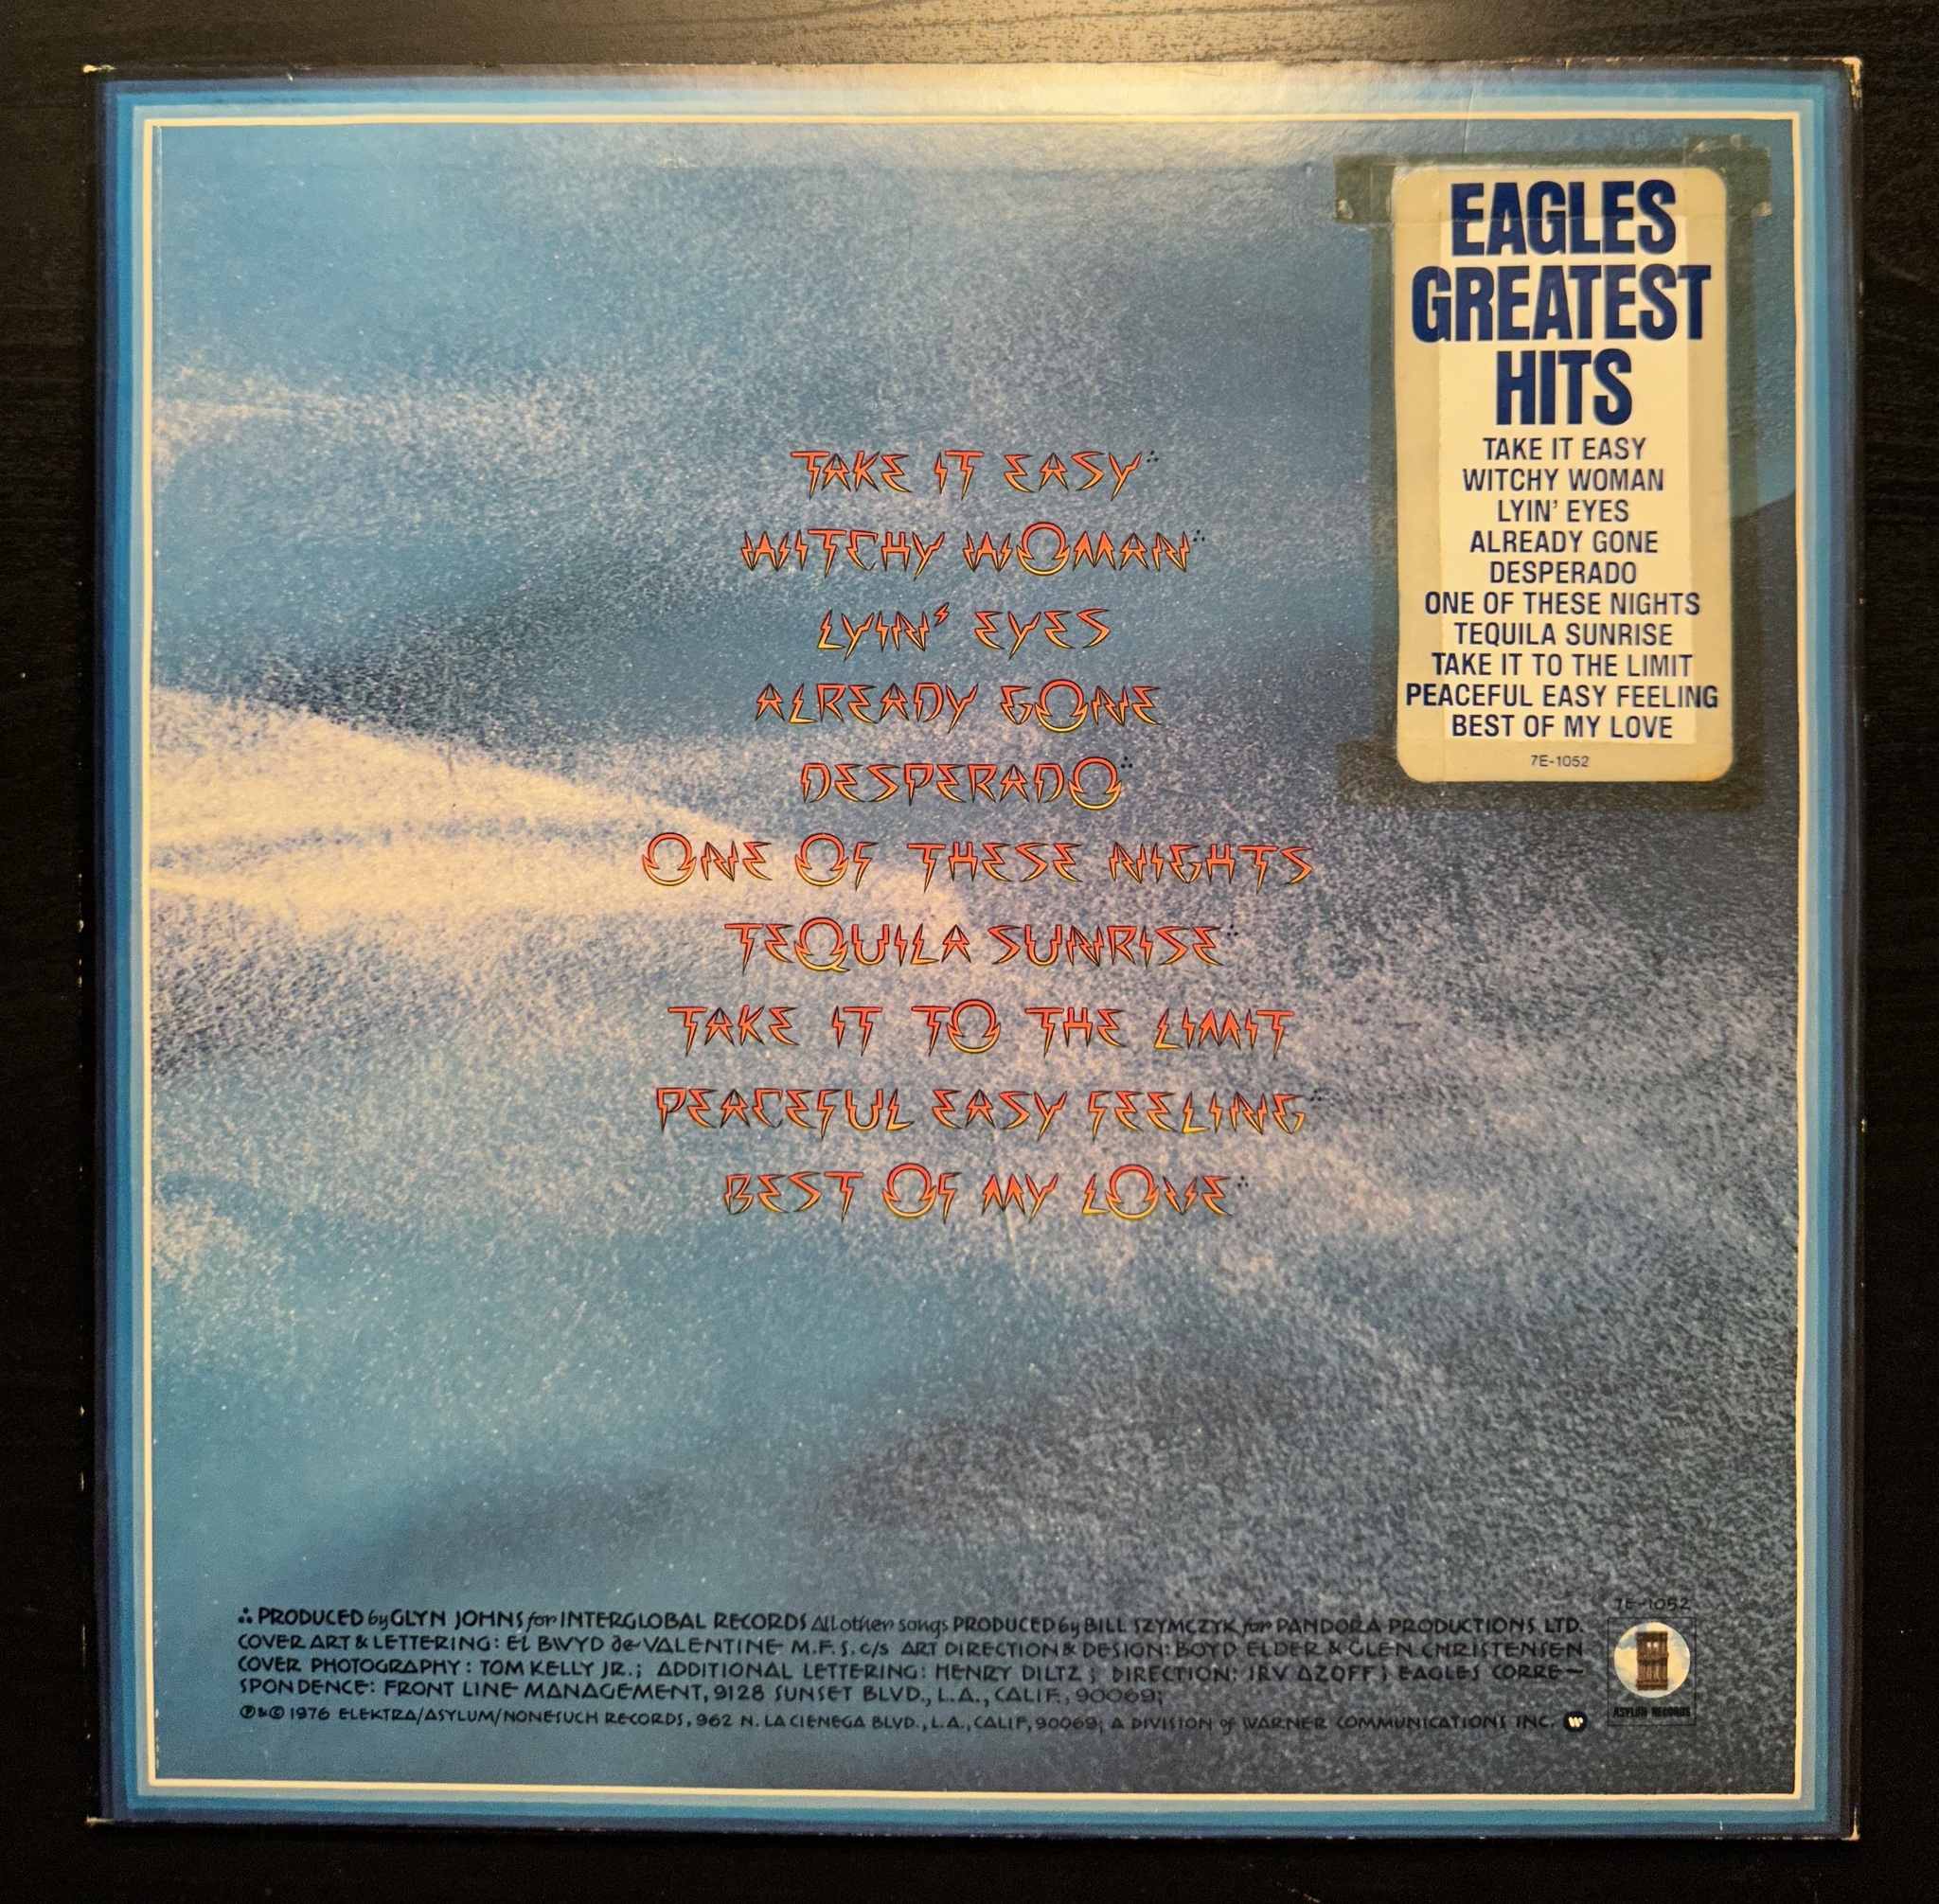 EAGLES
GREATEST
HITS
TAKE IT EASY
WITCHY WOMAN
LYIN' EYES
ALREADY GONE
DESPERADO
ONE OF THESE NIGHTS
TEQUILA SUNRISE
TAKE IT TO THE LIMIT
PEACEFUL EASY FEELING
BEST OF MY LOVE
7E-1052
TAKE IT EASY∴
WITCHY WOMAN∴
LYIN' EYES
ALREADY GONE
DESPERADO∴
ONE OF THESE NIGHTS
TEQUILA SUNRISE∴
TAKE IT TO THE LIMIT
PEACEFUL EASY FEELING∴
BEST OF MY LOVE∴
∴ PRODUCED by GLYN JOHNS for INTERGLOBAL RECORDS All other songs PRODUCED by BILL SZYMCZYK for PANDORA PRODUCTIONS LTD.
COVER ART & LETTERING: El BWYD de VALENTINE M.F.S. c/s ART DIRECTION & DESIGN: BOYD ELDER & GLEN CHRISTENSEN
COVER PHOTOGRAPHY: TOM KELLY JR.; ADDITIONAL LETTERING: HENRY DILTZ; DIRECTION: IRV AZOFF; EAGLES CORRE-
SPONDENCE: FRONT LINE MANAGEMENT, 9128 SUNSET BLVD., L.A., CALIF., 90069;
℗&© 1976 ELEKTRA/ASYLUM/NONESUCH RECORDS, 962 N. LA CIENEGA BLVD., L.A., CALIF, 90069; A DIVISION of WARNER COMMUNICATIONS INC.
7E-1052
ASYLUM RECORDS